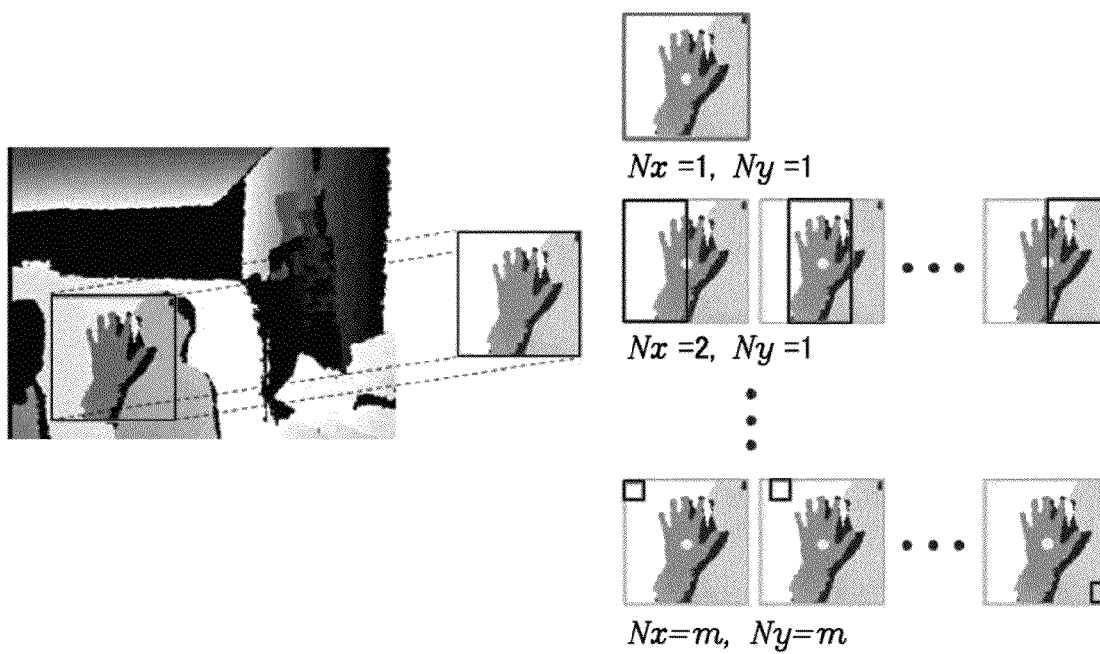 Nx =1, Ny =1
Nx =2, Ny =1
Nx=m, Ny=m